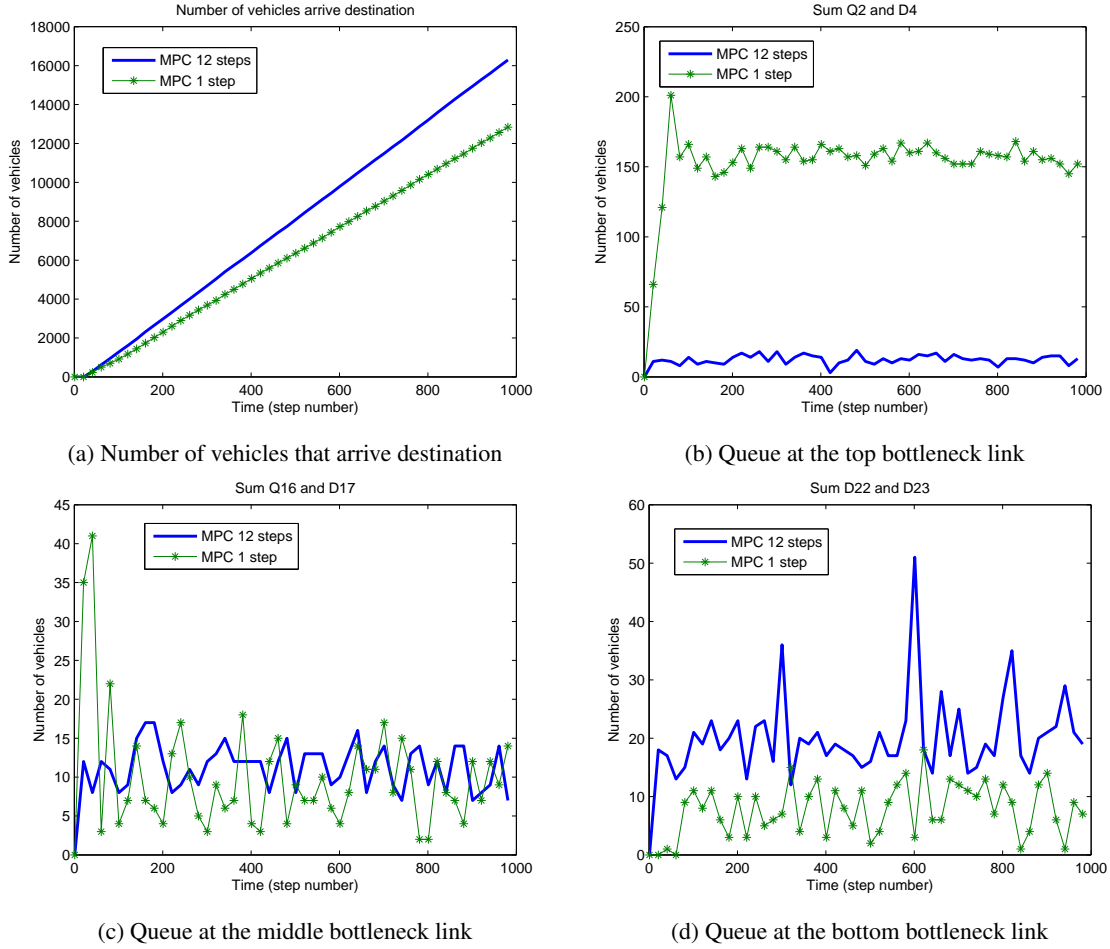 Number of vehicles arrive destination
18000
16000
14000
12000
10000
8000
6000
4000
2000
0
Number of vehicles
MPC 12 steps
MPC 1 step
0 200 400 600 800 1000
Time (step number)
(a) Number of vehicles that arrive destination
Sum Q2 and D4
250
200
150
100
50
0
Number of vehicles
MPC 12 steps
MPC 1 step
0 200 400 600 800 1000
Time (step number)
(b) Queue at the top bottleneck link
Sum Q16 and D17
45
40
35
30
25
20
15
10
5
0
Number of vehicles
MPC 12 steps
MPC 1 step
0 200 400 600 800 1000
Time (step number)
(c) Queue at the middle bottleneck link
Sum D22 and D23
60
50
40
30
20
10
0
Number of vehicles
MPC 12 steps
MPC 1 step
0 200 400 600 800 1000
Time (step number)
(d) Queue at the bottom bottleneck link